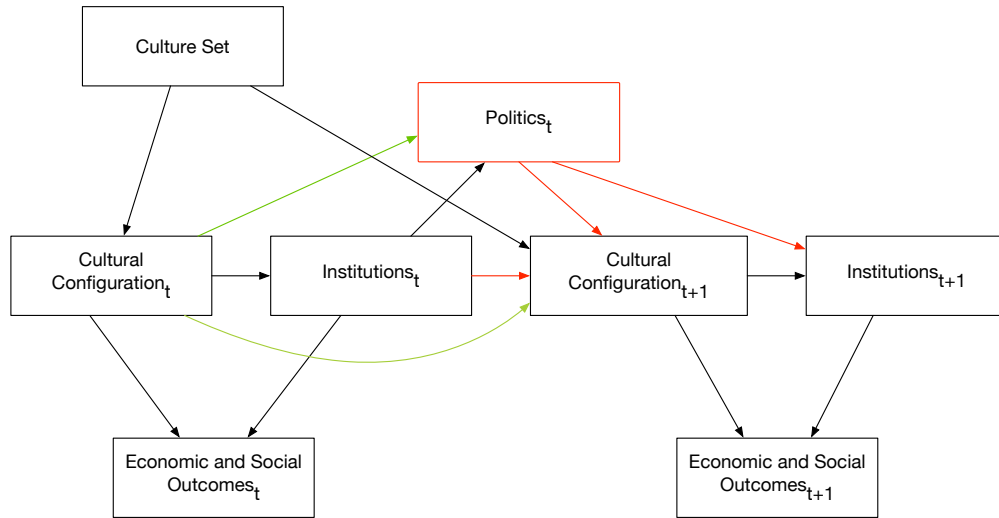 Culture Set
Politicst
Cultural
Configurationt
Institutionst
Cultural
Configurationt+1
Institutionst+1
Economic and Social
Outcomest
Economic and Social
Outcomest+1